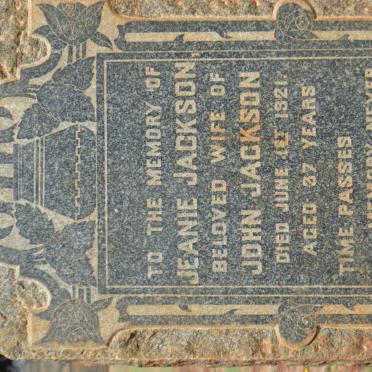 TO THE MEMORY OF
JEANIE JACKSON
BELOVED WIFE OF
JOHN JACKSON
DIED JUNE 1ST 1921.
AGED 37 YEARS
TIME PASSES
MEMORY